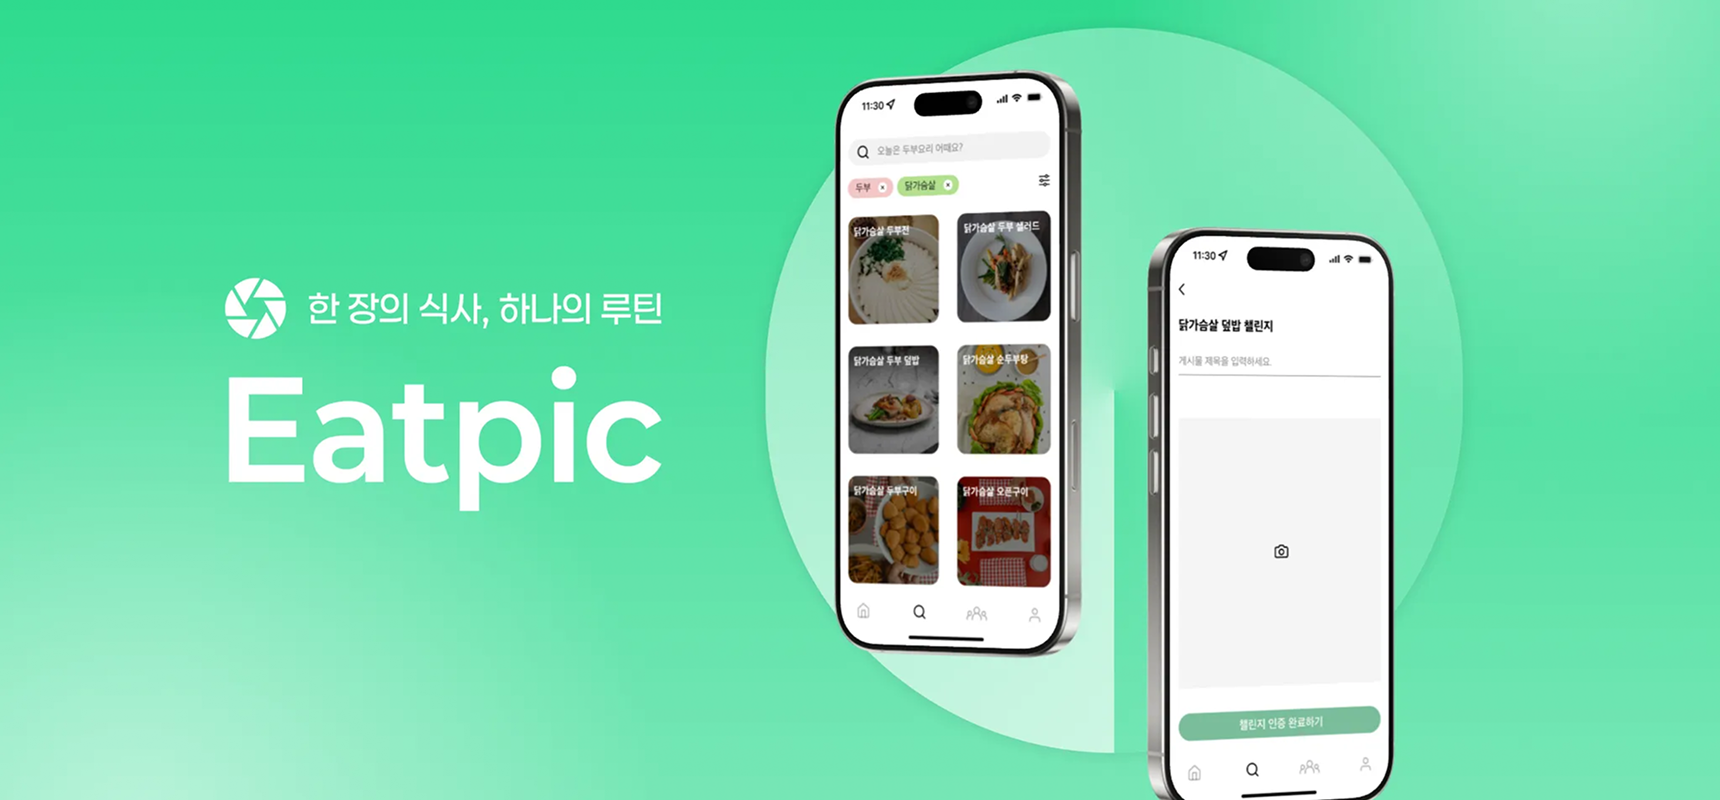 한 장의 식사, 하나의 루틴
Eatpic
11:30
오늘은 두부요리 어때요?
두부
닭가슴살
닭가슴살 두부전
닭가슴살 두부 샐러드
닭가슴살 두부 덮밥
닭가슴살 순두부탕
닭가슴살 두부구이
닭가슴살 오븐구이
11:30
닭가슴살 덮밥 챌린지
게시물 제목을 입력하세요.
챌린지 인증 완료하기